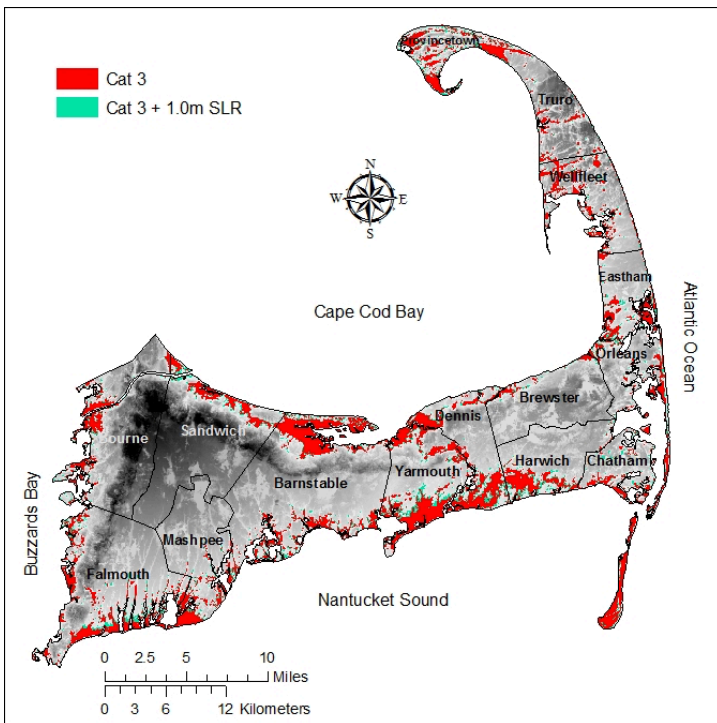 Provincetown
Cat 3
Cat 3 + 1.0m SLR
Truro
N
W E
S
Wellfleet
Eastham
Atlantic Ocean
Cape Cod Bay
Orleans
Brewster
Dennis
Sandwich
Bourne
Harwich
Chatham
Yarmouth
Barnstable
Buzzards Bay
Mashpee
Falmouth
Nantucket Sound
0 2.5 5 10
Miles
0 3 6 12 Kilometers